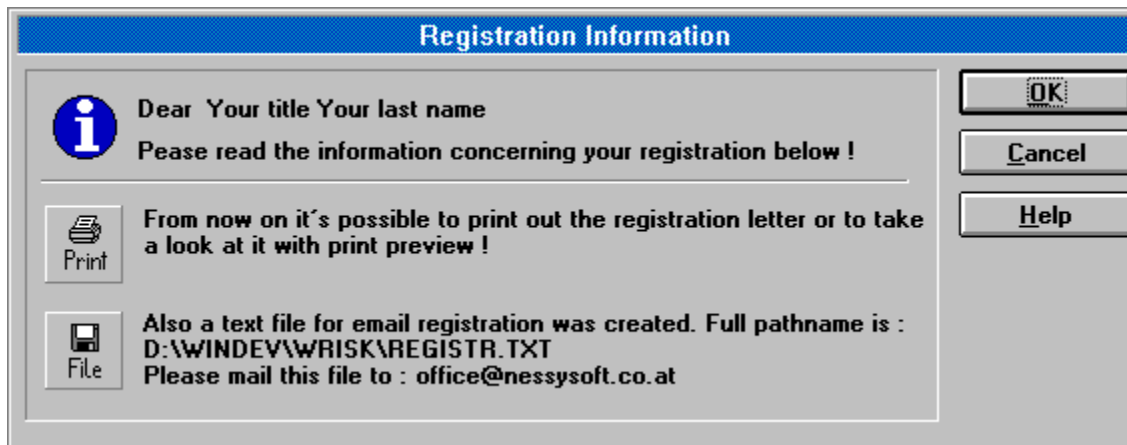 Registration Information
Dear  Your title Your last name
Pease read the information concerning your registration below !
From now on it´s possible to print out the registration letter or to take
a look at it with print preview !
Print
Also a text file for email registration was created. Full pathname is :
D:\WINDEV\WRISK\REGISTR.TXT
Please mail this file to : office@nessysoft.co.at
File
OK
Cancel
Help